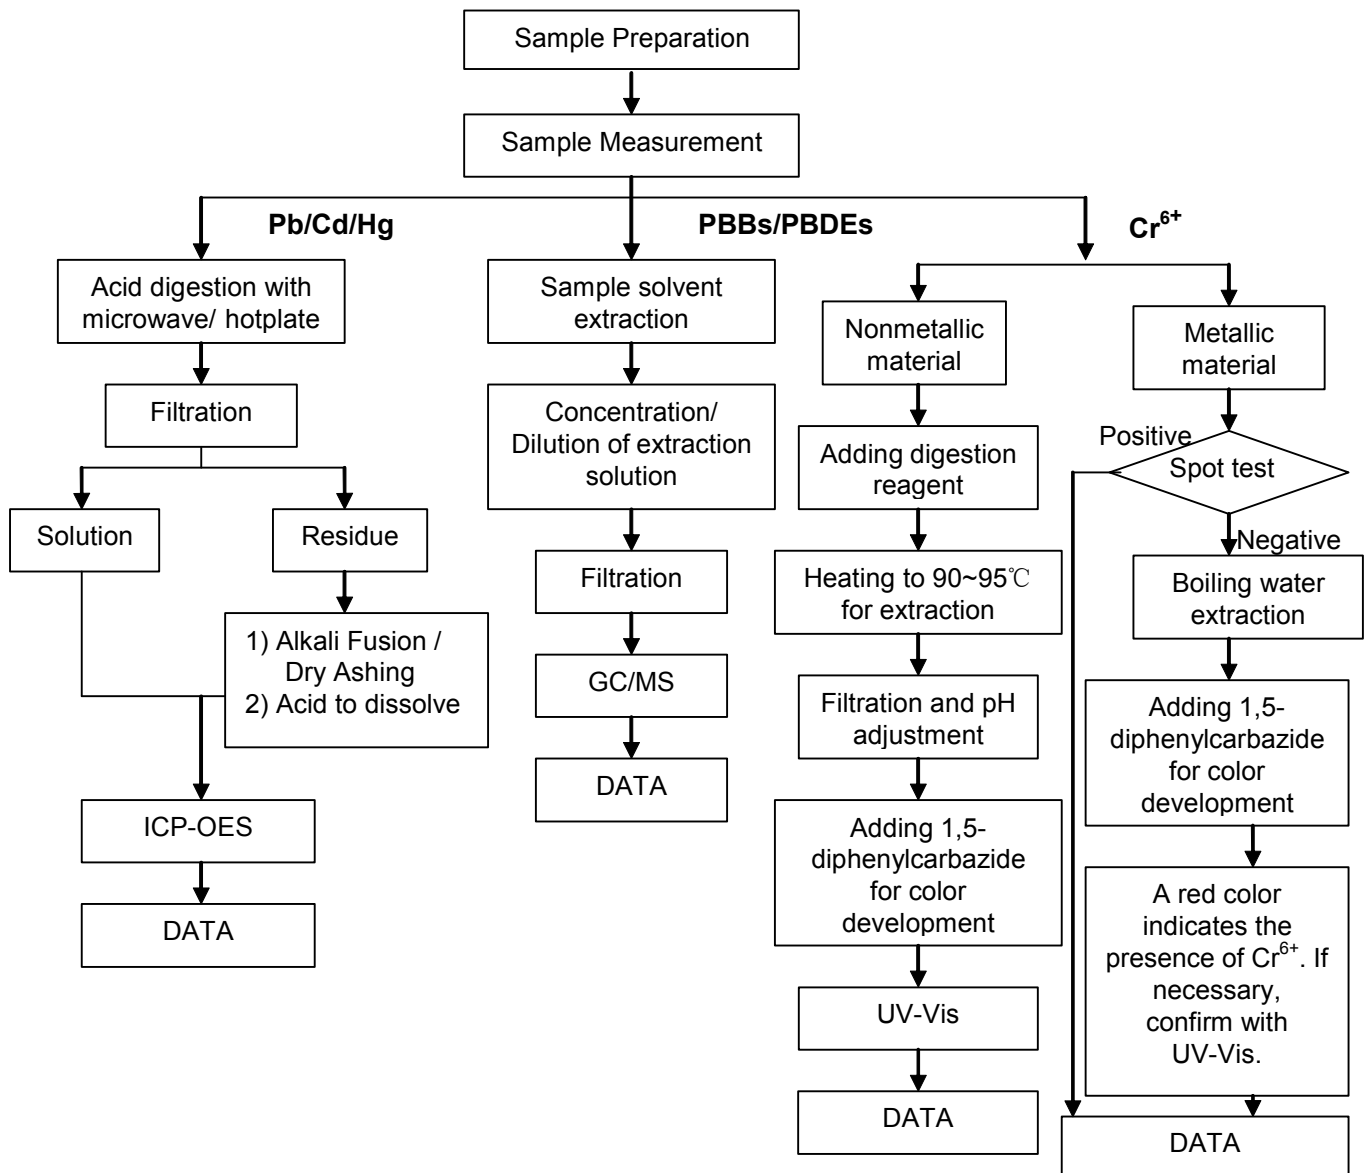 Sample Preparation
Sample Measurement
Pb/Cd/Hg
PBBs/PBDEs
Cr⁶⁺
Acid digestion with
microwave/ hotplate
Filtration
Solution
Residue
1) Alkali Fusion /
Dry Ashing
2) Acid to dissolve
ICP-OES
DATA
Sample solvent
extraction
Concentration/
Dilution of extraction
solution
Filtration
GC/MS
DATA
Nonmetallic
material
Adding digestion
reagent
Heating to 90~95℃
for extraction
Filtration and pH
adjustment
Adding 1,5-
diphenylcarbazide
for color
development
UV-Vis
DATA
Metallic
material
Positive
Spot test
Negative
Boiling water
extraction
Adding 1,5-
diphenylcarbazide
for color
development
A red color
indicates the
presence of Cr⁶⁺. If
necessary,
confirm with
UV-Vis.
DATA